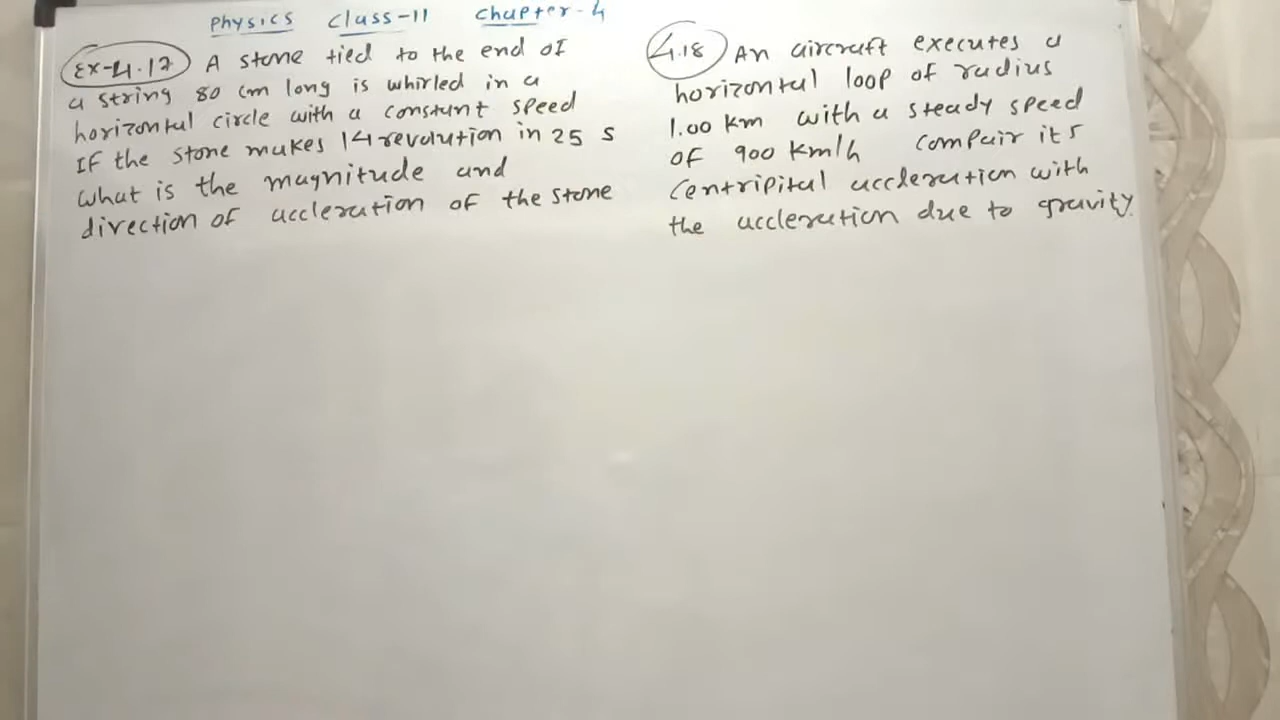 Physics Class-11 Chapter-4
Ex-4.17 A stone tied to the end of
a string 80 cm long is whirled in a
horizontal circle with a constant speed
If the stone makes 14 revolution in 25 s
what is the magnitude and
direction of accleration of the stone
4.18 An aircraft executes a
horizontal loop of radius
1.00 km with a steady speed
of 900 km/h compair its
Centripital accleration with
the accleration due to gravity.